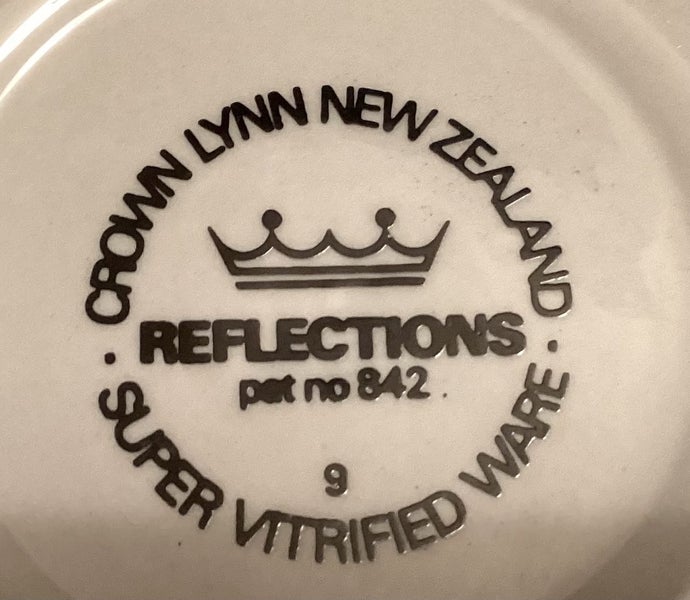 CROWN LYNN NEW ZEALAND
REFLECTIONS
pat no 842.
9
· SUPER VITRIFIED WARE ·